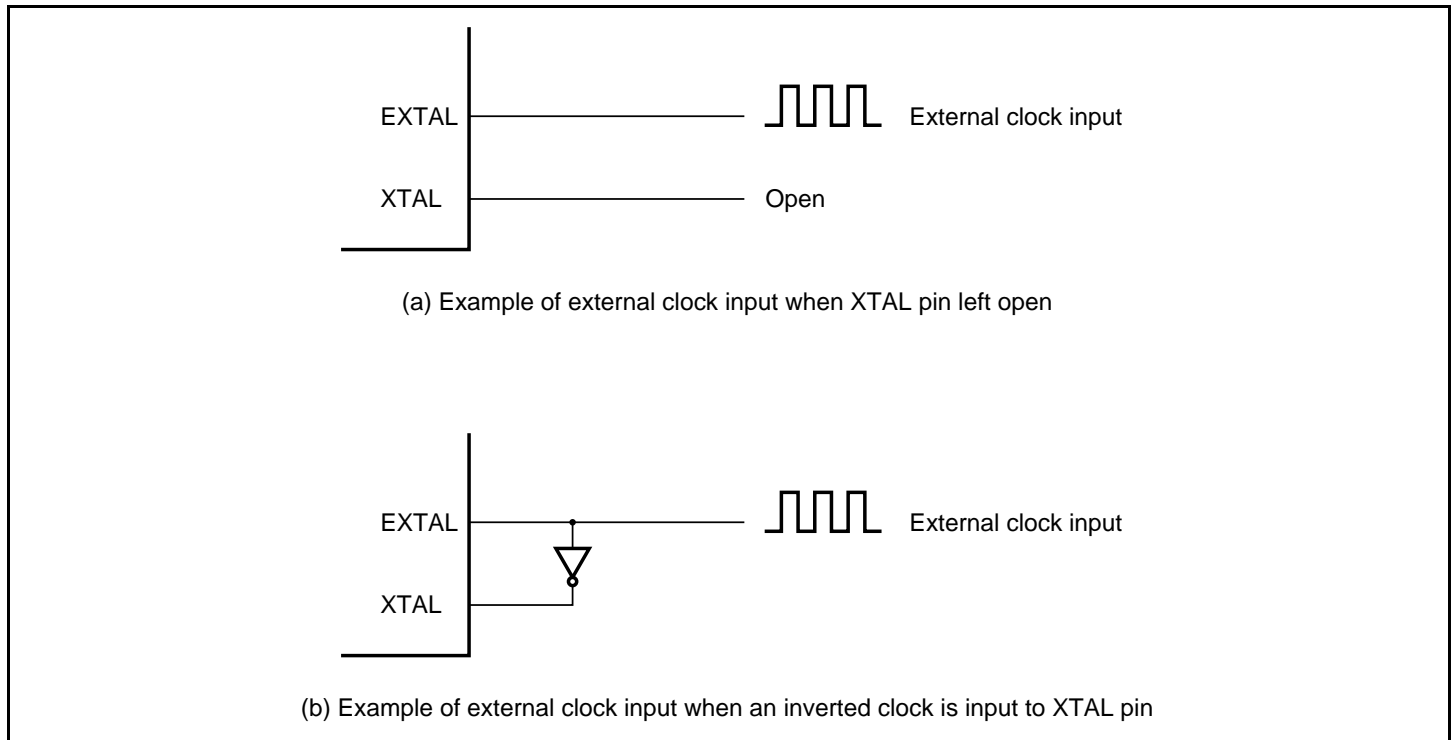 EXTAL
External clock input
XTAL
Open
(a) Example of external clock input when XTAL pin left open
EXTAL
External clock input
XTAL
(b) Example of external clock input when an inverted clock is input to XTAL pin